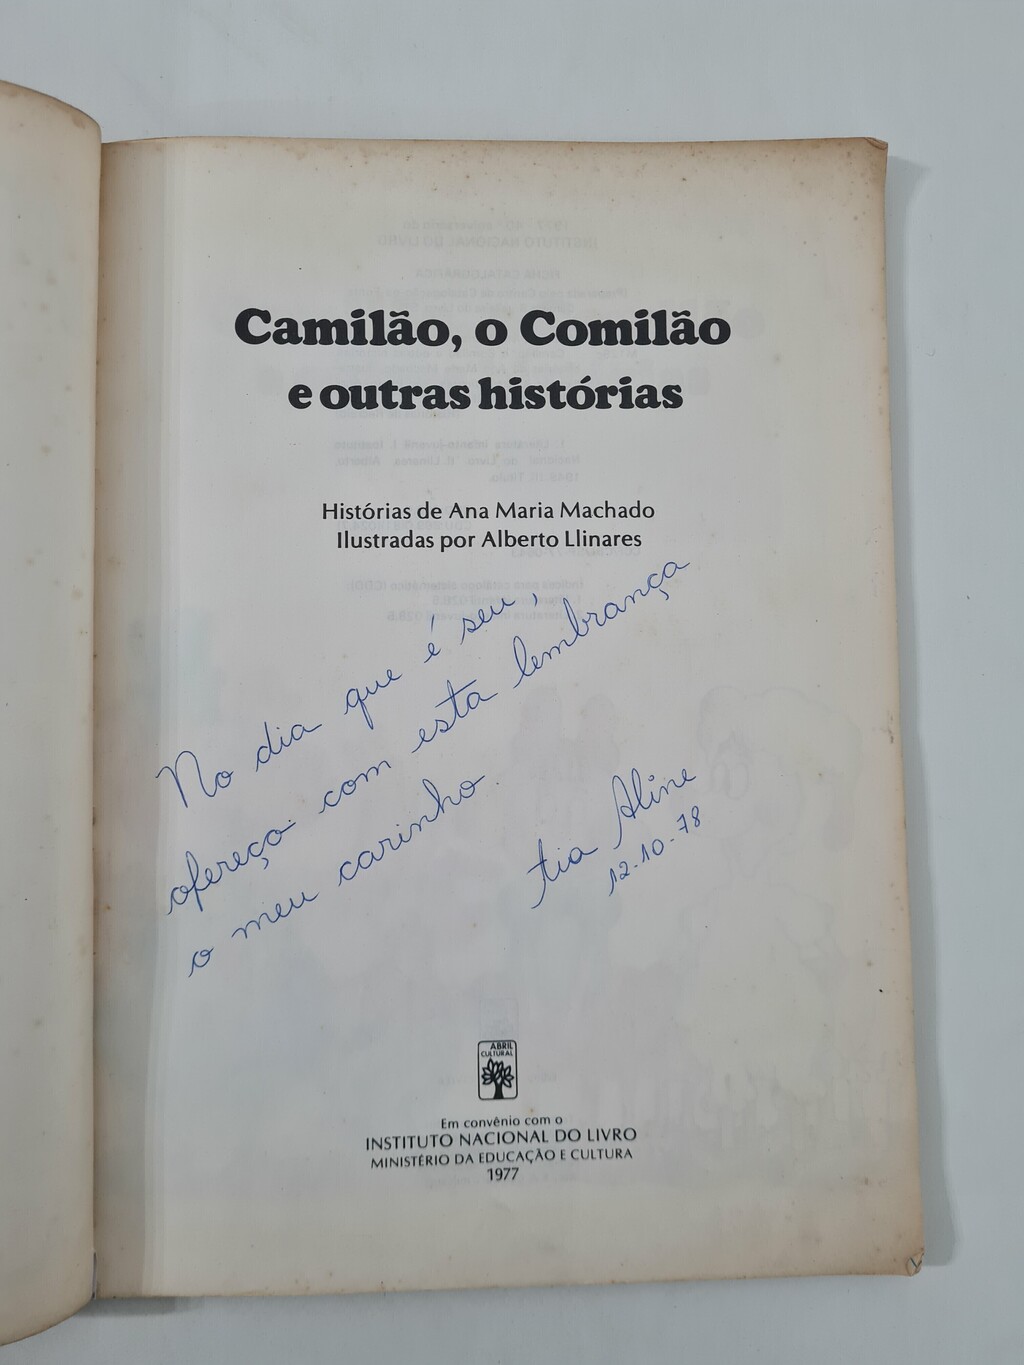 Camilão, o Comilão
e outras histórias
Histórias de Ana Maria Machado
Ilustradas por Alberto Llinares
No dia que é seu,
ofereço com esta lembrança
o meu carinho.
tia Aline
12-10-78
ABRIL
CULTURAL
Em convênio com o
INSTITUTO NACIONAL DO LIVRO
MINISTÉRIO DA EDUCAÇÃO E CULTURA
1977